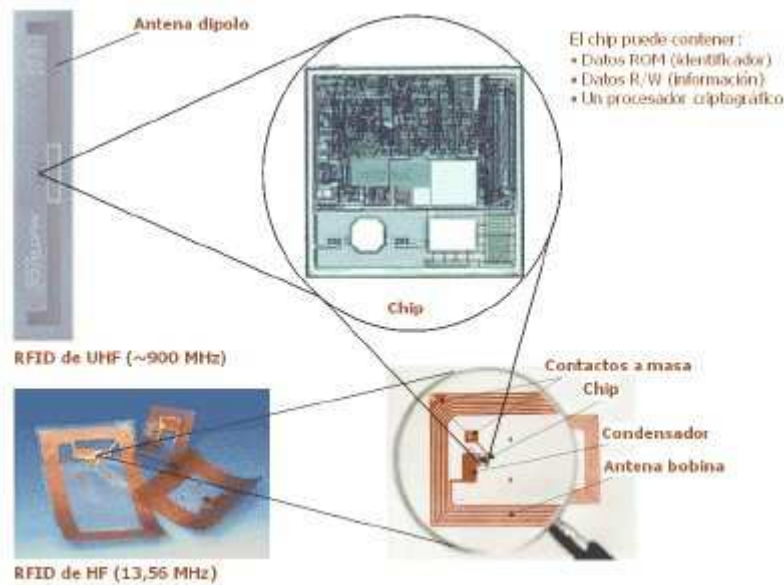 Antena dipolo
El chip puede contener:
• Datos ROM (identificador)
• Datos R/W (información)
• Un procesador criptográfico
Chip
RFID de UHF (~900 MHz)
Contactos a masa
Chip
Condensador
Antena bobina
RFID de HF (13,56 MHz)